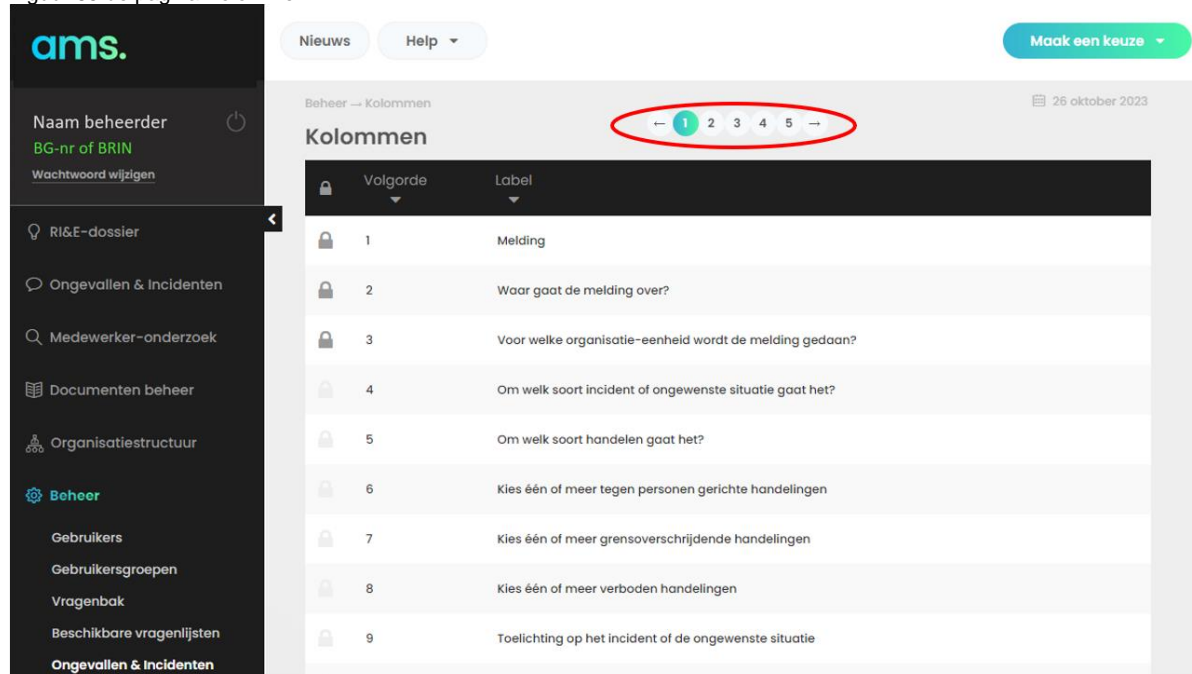 ams.
Nieuws
Help
Maak een keuze
Naam beheerder
BG-nr of BRIN
Wachtwoord wijzigen
Beheer → Kolommen
26 oktober 2023
Kolommen
← 1 2 3 4 5 →
Volgorde
Label
1 Melding
2 Waar gaat de melding over?
3 Voor welke organisatie-eenheid wordt de melding gedaan?
4 Om welk soort incident of ongewenste situatie gaat het?
5 Om welk soort handelen gaat het?
6 Kies één of meer tegen personen gerichte handelingen
7 Kies één of meer grensoverschrijdende handelingen
8 Kies één of meer verboden handelingen
9 Toelichting op het incident of de ongewenste situatie
RI&E-dossier
Ongevallen & Incidenten
Medewerker-onderzoek
Documenten beheer
Organisatiestructuur
Beheer
Gebruikers
Gebruikersgroepen
Vragenbak
Beschikbare vragenlijsten
Ongevallen & Incidenten